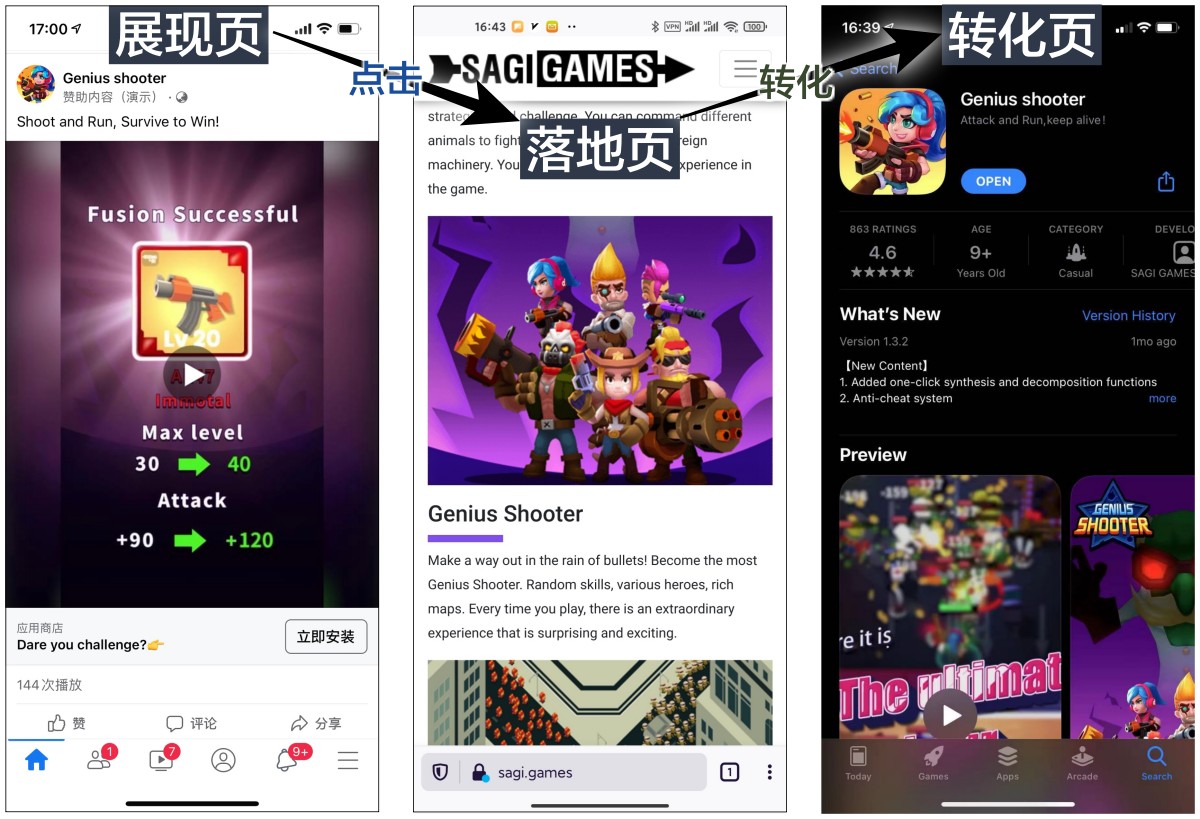 17:00
展现页
Genius shooter
赞助内容（演示）·
Shoot and Run, Survive to Win!
Fusion Successful
Lv 20
Immotal
Max level
30 40
Attack
+90 +120
应用商店
Dare you challenge?👉
立即安装
144次播放
赞 评论 分享
1
7
9+
点击
16:43
VPN
HD
HD
100
SAGI GAMES
落地页
challenge. You can command different
animals to fight
machinery. You
experience in
the game.
Genius Shooter
Make a way out in the rain of bullets! Become the most
Genius Shooter. Random skills, various heroes, rich
maps. Every time you play, there is an extraordinary
experience that is surprising and exciting.
sagi.games
1
转化
16:39
转化页
Search
Genius shooter
Attack and Run,keep alive!
OPEN
863 RATINGS
4.6
AGE
9+
Years Old
CATEGORY
Casual
DEVELO
SAGI GAMES
What's New
Version History
Version 1.3.2
1mo ago
【New Content】
1. Added one-click synthesis and decomposition functions
2. Anti-cheat system
more
Preview
-198 -159
re it is
The ultimat
GENIUS
SHOOTER
Today Games Apps Arcade Search